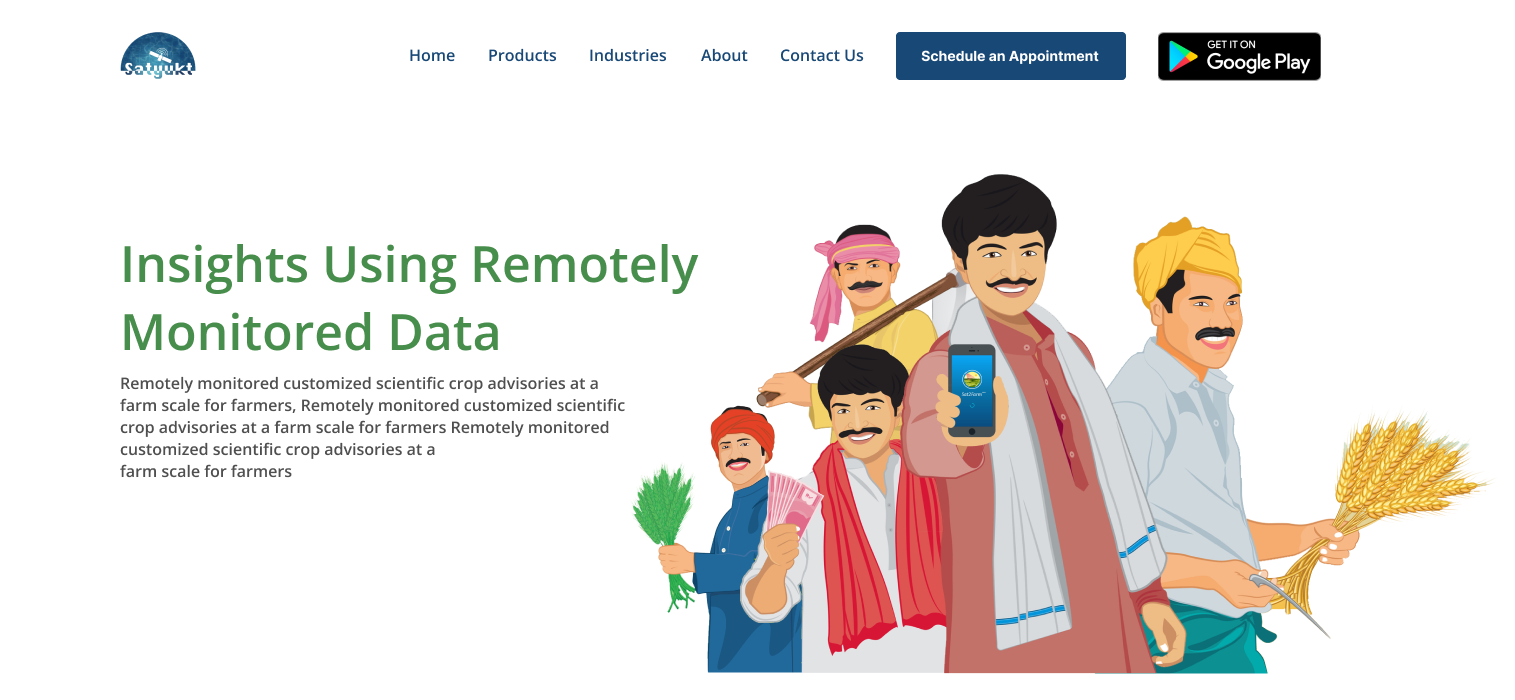 Satyukt
Home
Products
Industries
About
Contact Us
Schedule an Appointment
GET IT ON
Google Play
Insights Using Remotely
Monitored Data
Remotely monitored customized scientific crop advisories at a
farm scale for farmers, Remotely monitored customized scientific
crop advisories at a farm scale for farmers Remotely monitored
customized scientific crop advisories at a
farm scale for farmers
Sat2Farm™